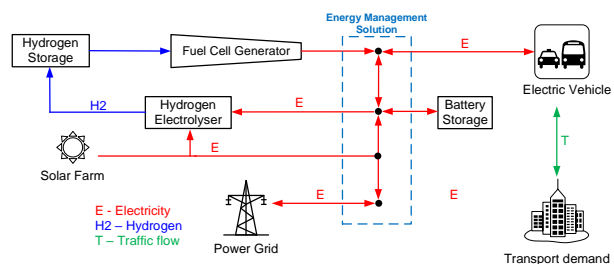 Energy Management
Solution
Hydrogen
Storage
Fuel Cell Generator
E
Electric Vehicle
H2
Hydrogen
Electrolyser
E
Battery
Storage
T
E
Solar Farm
E
E
E - Electricity
H2 – Hydrogen
T – Traffic flow
Power Grid
Transport demand